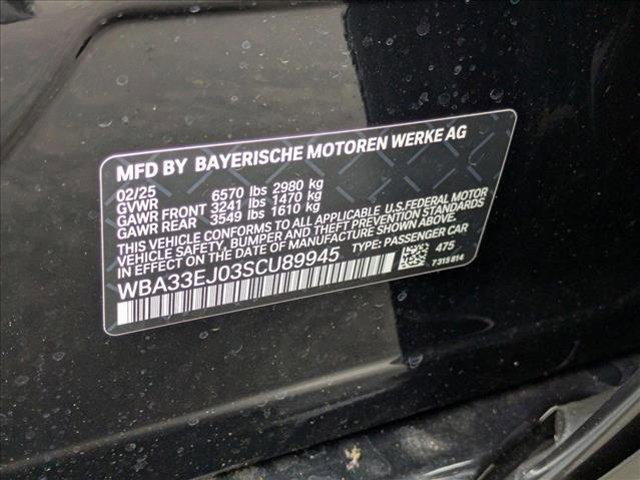 MFD BY BAYERISCHE MOTOREN WERKE AG
02/25
GVWR 6570 lbs 2980 kg
GAWR FRONT 3241 lbs 1470 kg
GAWR REAR 3549 lbs 1610 kg
THIS VEHICLE CONFORMS TO ALL APPLICABLE U.S.FEDERAL MOTOR
VEHICLE SAFETY, BUMPER, AND THEFT PREVENTION STANDARDS
IN EFFECT ON THE DATE OF MANUFACTURE SHOWN ABOVE.
WBA33EJ03SCU89945 TYPE: PASSENGER CAR
475
7 315 814